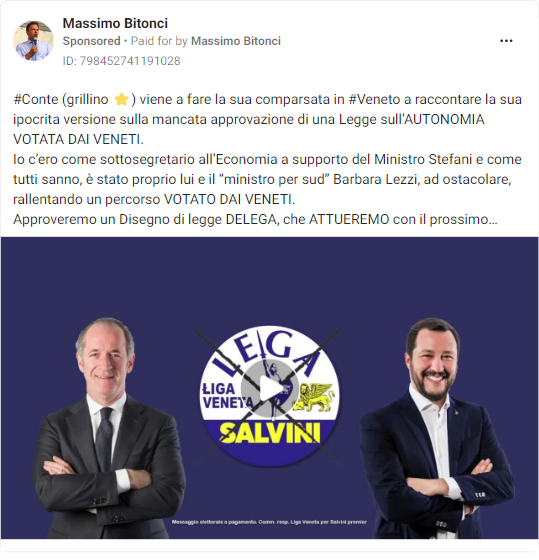 Massimo Bitonci
Sponsored • Paid for by Massimo Bitonci
ID: 798452741191028
#Conte (grillino ⭐) viene a fare la sua comparsata in #Veneto a raccontare la sua
ipocrita versione sulla mancata approvazione di una Legge sull'AUTONOMIA
VOTATA DAI VENETI.
Io c'ero come sottosegretario all'Economia a supporto del Ministro Stefani e come
tutti sanno, è stato proprio lui e il “ministro per sud” Barbara Lezzi, ad ostacolare,
rallentando un percorso VOTATO DAI VENETI.
Approveremo un Disegno di legge DELEGA, che ATTUEREMO con il prossimo...
LEGA
LIGA
VENETA
SALVINI
Messaggio elettorale a pagamento. Comm. resp. Liga Veneta per Salvini premier